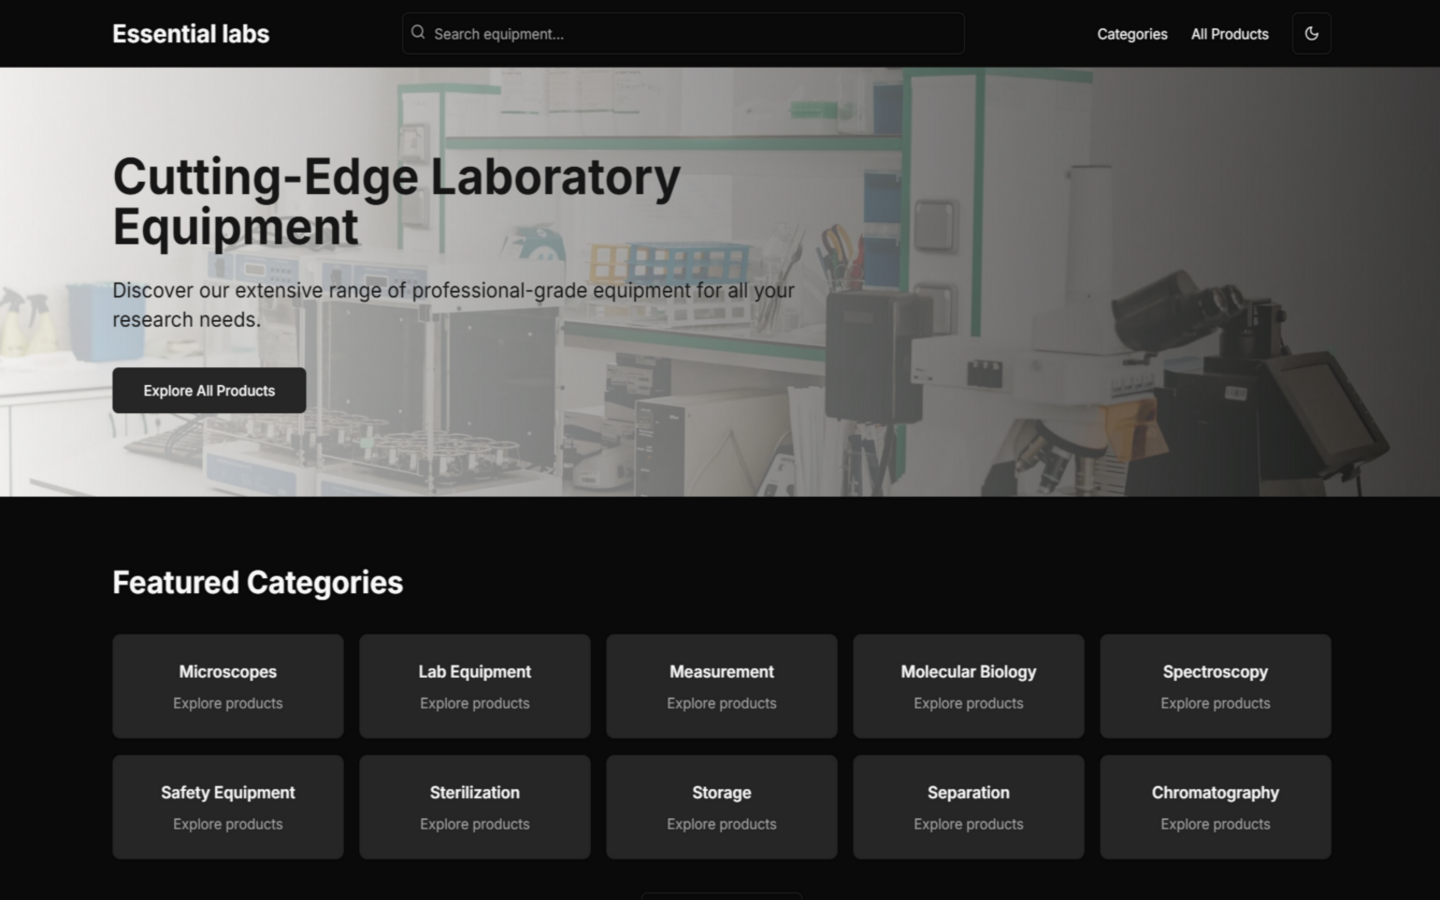 Essential labs
Search equipment...
Categories
All Products
Cutting-Edge Laboratory
Equipment
Discover our extensive range of professional-grade equipment for all your
research needs.
Explore All Products
Featured Categories
Microscopes
Explore products
Lab Equipment
Explore products
Measurement
Explore products
Molecular Biology
Explore products
Spectroscopy
Explore products
Safety Equipment
Explore products
Sterilization
Explore products
Storage
Explore products
Separation
Explore products
Chromatography
Explore products